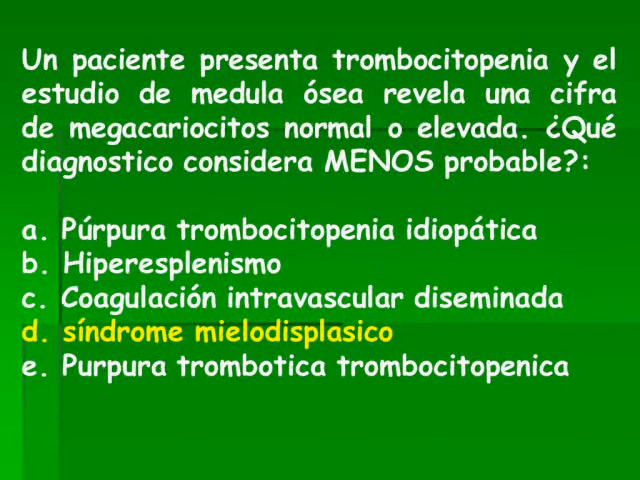 Un paciente presenta trombocitopenia y el
estudio de medula ósea revela una cifra
de megacariocitos normal o elevada. ¿Qué
diagnostico considera MENOS probable?:
a. Púrpura trombocitopenia idiopática
b. Hiperesplenismo
c. Coagulación intravascular diseminada
d. síndrome mielodisplasico
e. Purpura trombotica trombocitopenica